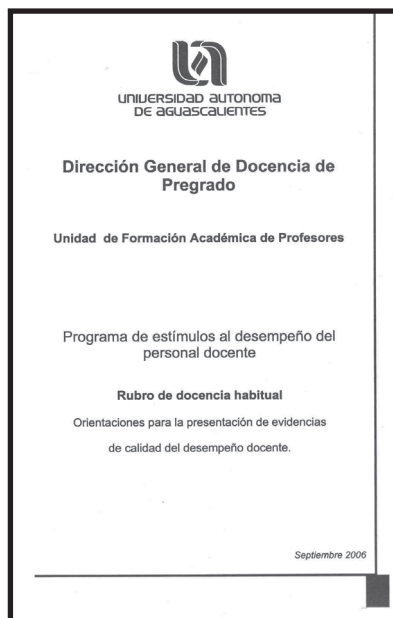 UNIVERSIDAD AUTONOMA
DE AGUASCALIENTES
Dirección General de Docencia de
Pregrado
Unidad de Formación Académica de Profesores
Programa de estímulos al desempeño del
personal docente
Rubro de docencia habitual
Orientaciones para la presentación de evidencias
de calidad del desempeño docente.
Septiembre 2006